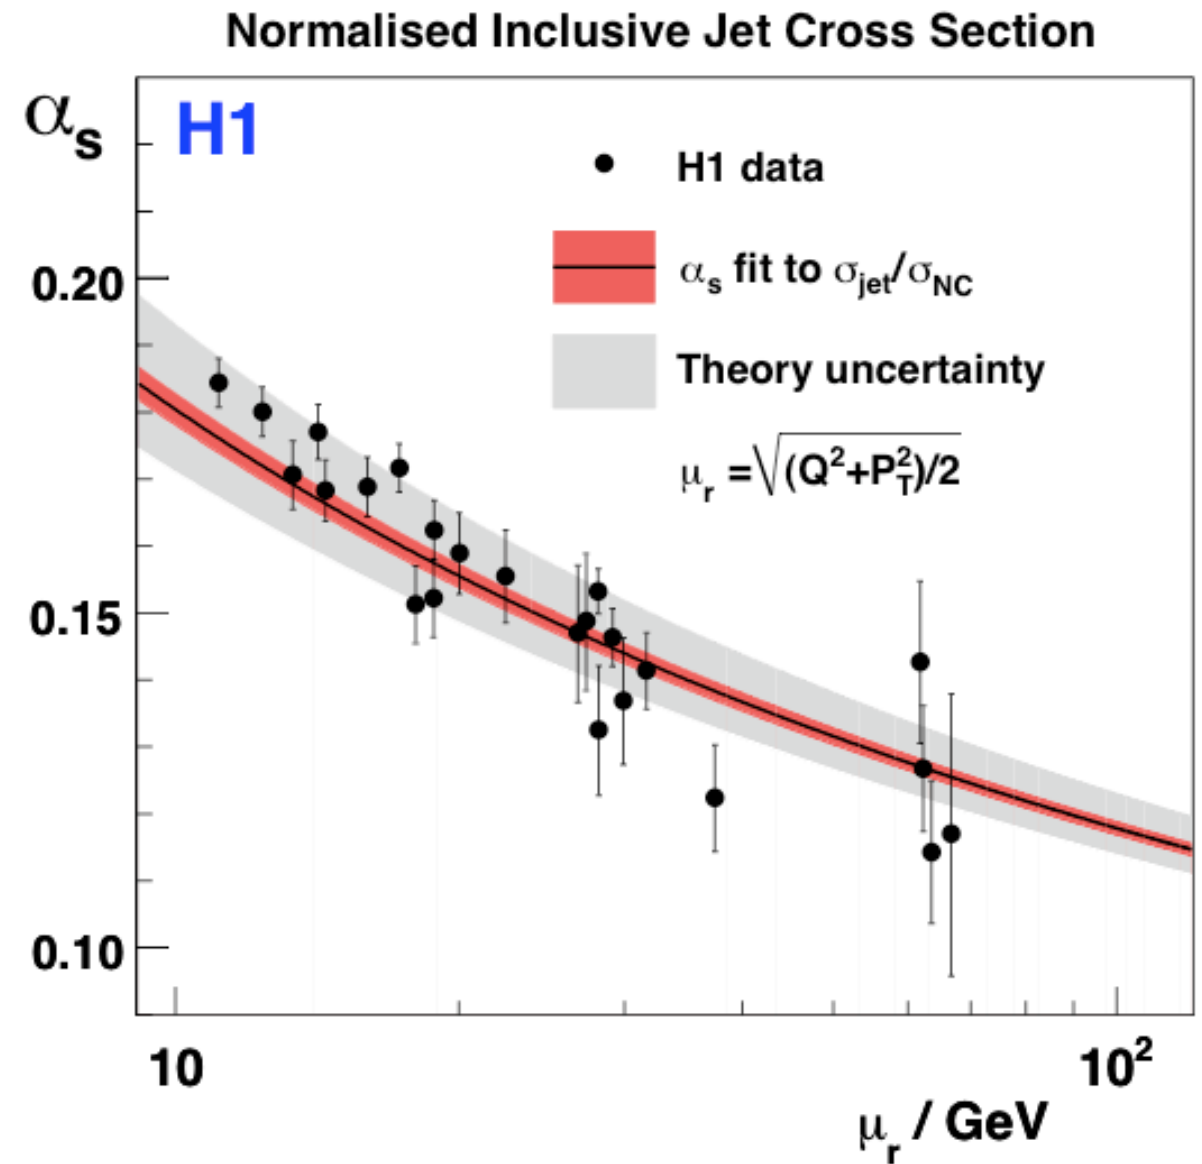 Normalised Inclusive Jet Cross Section
αs
H1
H1 data
αs fit to σjet/σNC
Theory uncertainty
μr =√(Q²+P²T)/2
0.20
0.15
0.10
10
10²
μr / GeV